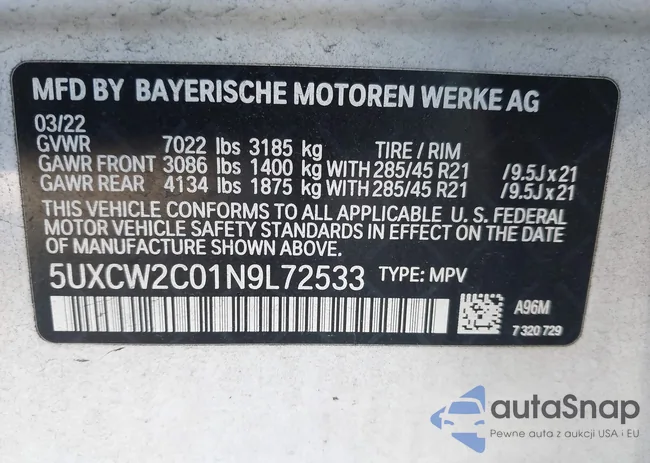 MFD BY BAYERISCHE MOTOREN WERKE AG
03/22
GVWR 7022 lbs 3185 kg TIRE / RIM
GAWR FRONT 3086 lbs 1400 kg WITH 285/45 R21 /9.5J x 21
GAWR REAR 4134 lbs 1875 kg WITH 285/45 R21 /9.5J x 21
THIS VEHICLE CONFORMS TO ALL APPLICABLE U. S. FEDERAL
MOTOR VEHICLE SAFETY STANDARDS IN EFFECT ON THE DATE
OF MANUFACTURE SHOWN ABOVE.
5UXCW2C01N9L72533 TYPE: MPV
A96M
7 320 729
autoSnap
Pewne auta z aukcji USA i EU